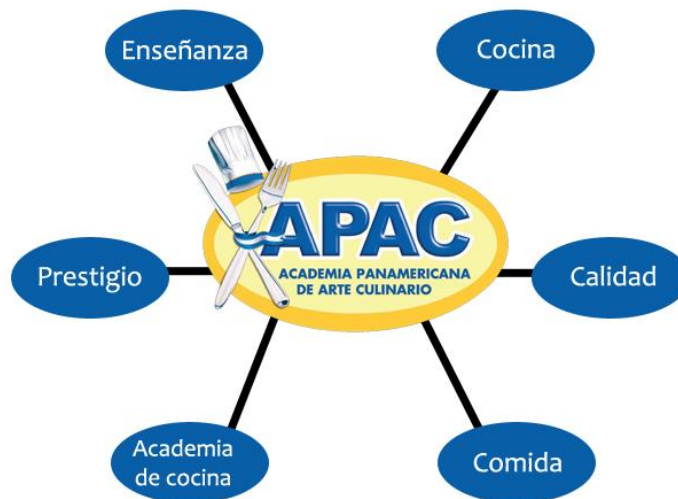 Enseñanza
Cocina
APAC
ACADEMIA PANAMERICANA
DE ARTE CULINARIO
Prestigio
Calidad
Academia
de cocina
Comida